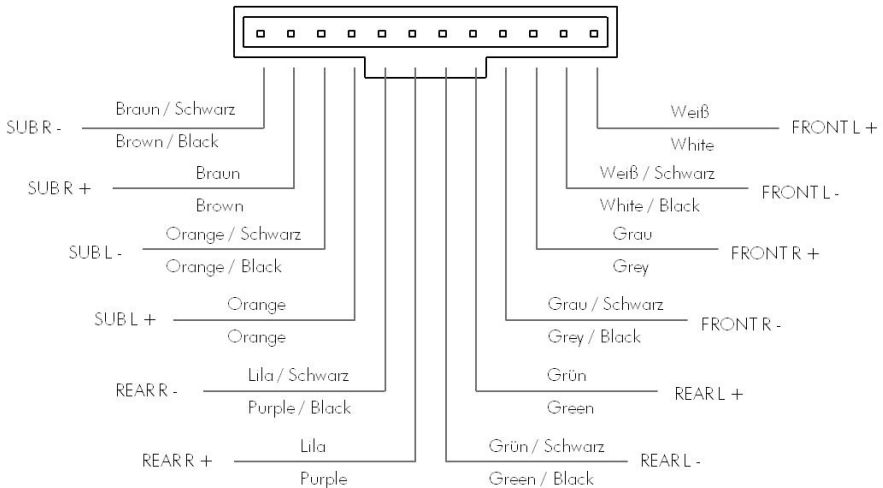 Braun / Schwarz
SUB R -
Brown / Black
Braun
SUB R +
Brown
Orange / Schwarz
SUB L -
Orange / Black
Orange
SUB L +
Orange
Lila / Schwarz
REAR R -
Purple / Black
Lila
REAR R +
Purple
Weiß
FRONT L +
White
Weiß / Schwarz
FRONT L -
White / Black
Grau
FRONT R +
Grey
Grau / Schwarz
FRONT R -
Grey / Black
Grün
REAR L +
Green
Grün / Schwarz
REAR L -
Green / Black